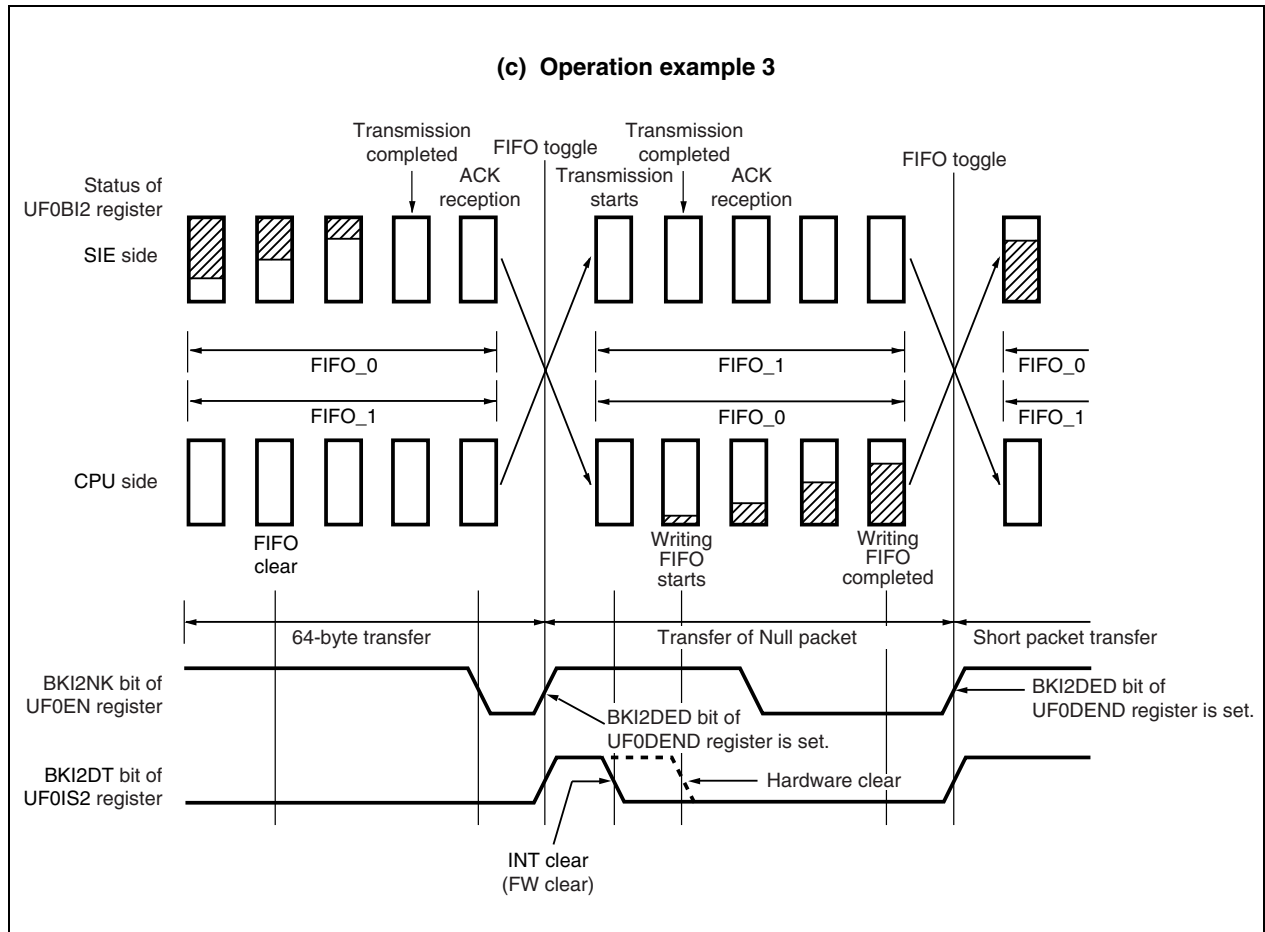 (c) Operation example 3
Transmission
completed
FIFO toggle
Transmission
completed
FIFO toggle
Status of
UF0BI2 register
ACK
reception
Transmission
starts
ACK
reception
SIE side
FIFO_0
FIFO_1
FIFO_0
FIFO_1
FIFO_0
FIFO_1
CPU side
FIFO
clear
Writing
FIFO
starts
Writing
FIFO
completed
64-byte transfer
Transfer of Null packet
Short packet transfer
BKI2NK bit of
UF0EN register
BKI2DED bit of
UF0DEND register is set.
BKI2DED bit of
UF0DEND register is set.
BKI2DT bit of
UF0IS2 register
Hardware clear
INT clear
(FW clear)